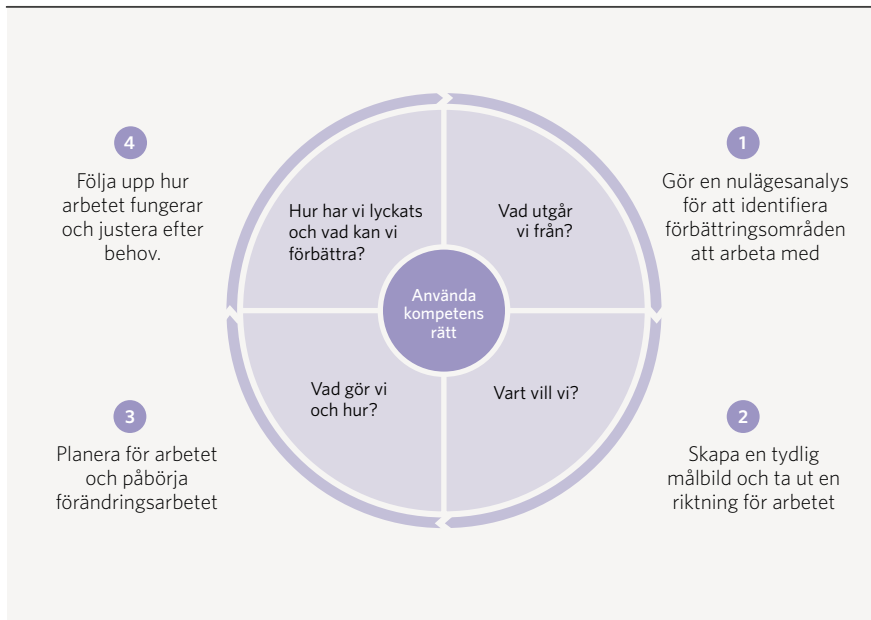 1
Gör en nulägesanalys
för att identifiera
förbättringsområden
att arbeta med
Vad utgår
vi från?
2
Skapa en tydlig
målbild och ta ut en
riktning för arbetet
Vart vill vi?
3
Planera för arbetet
och påbörja
förändringsarbetet
Vad gör vi
och hur?
4
Följa upp hur
arbetet fungerar
och justera efter
behov.
Hur har vi lyckats
och vad kan vi
förbättra?
Använda
kompetens
rätt